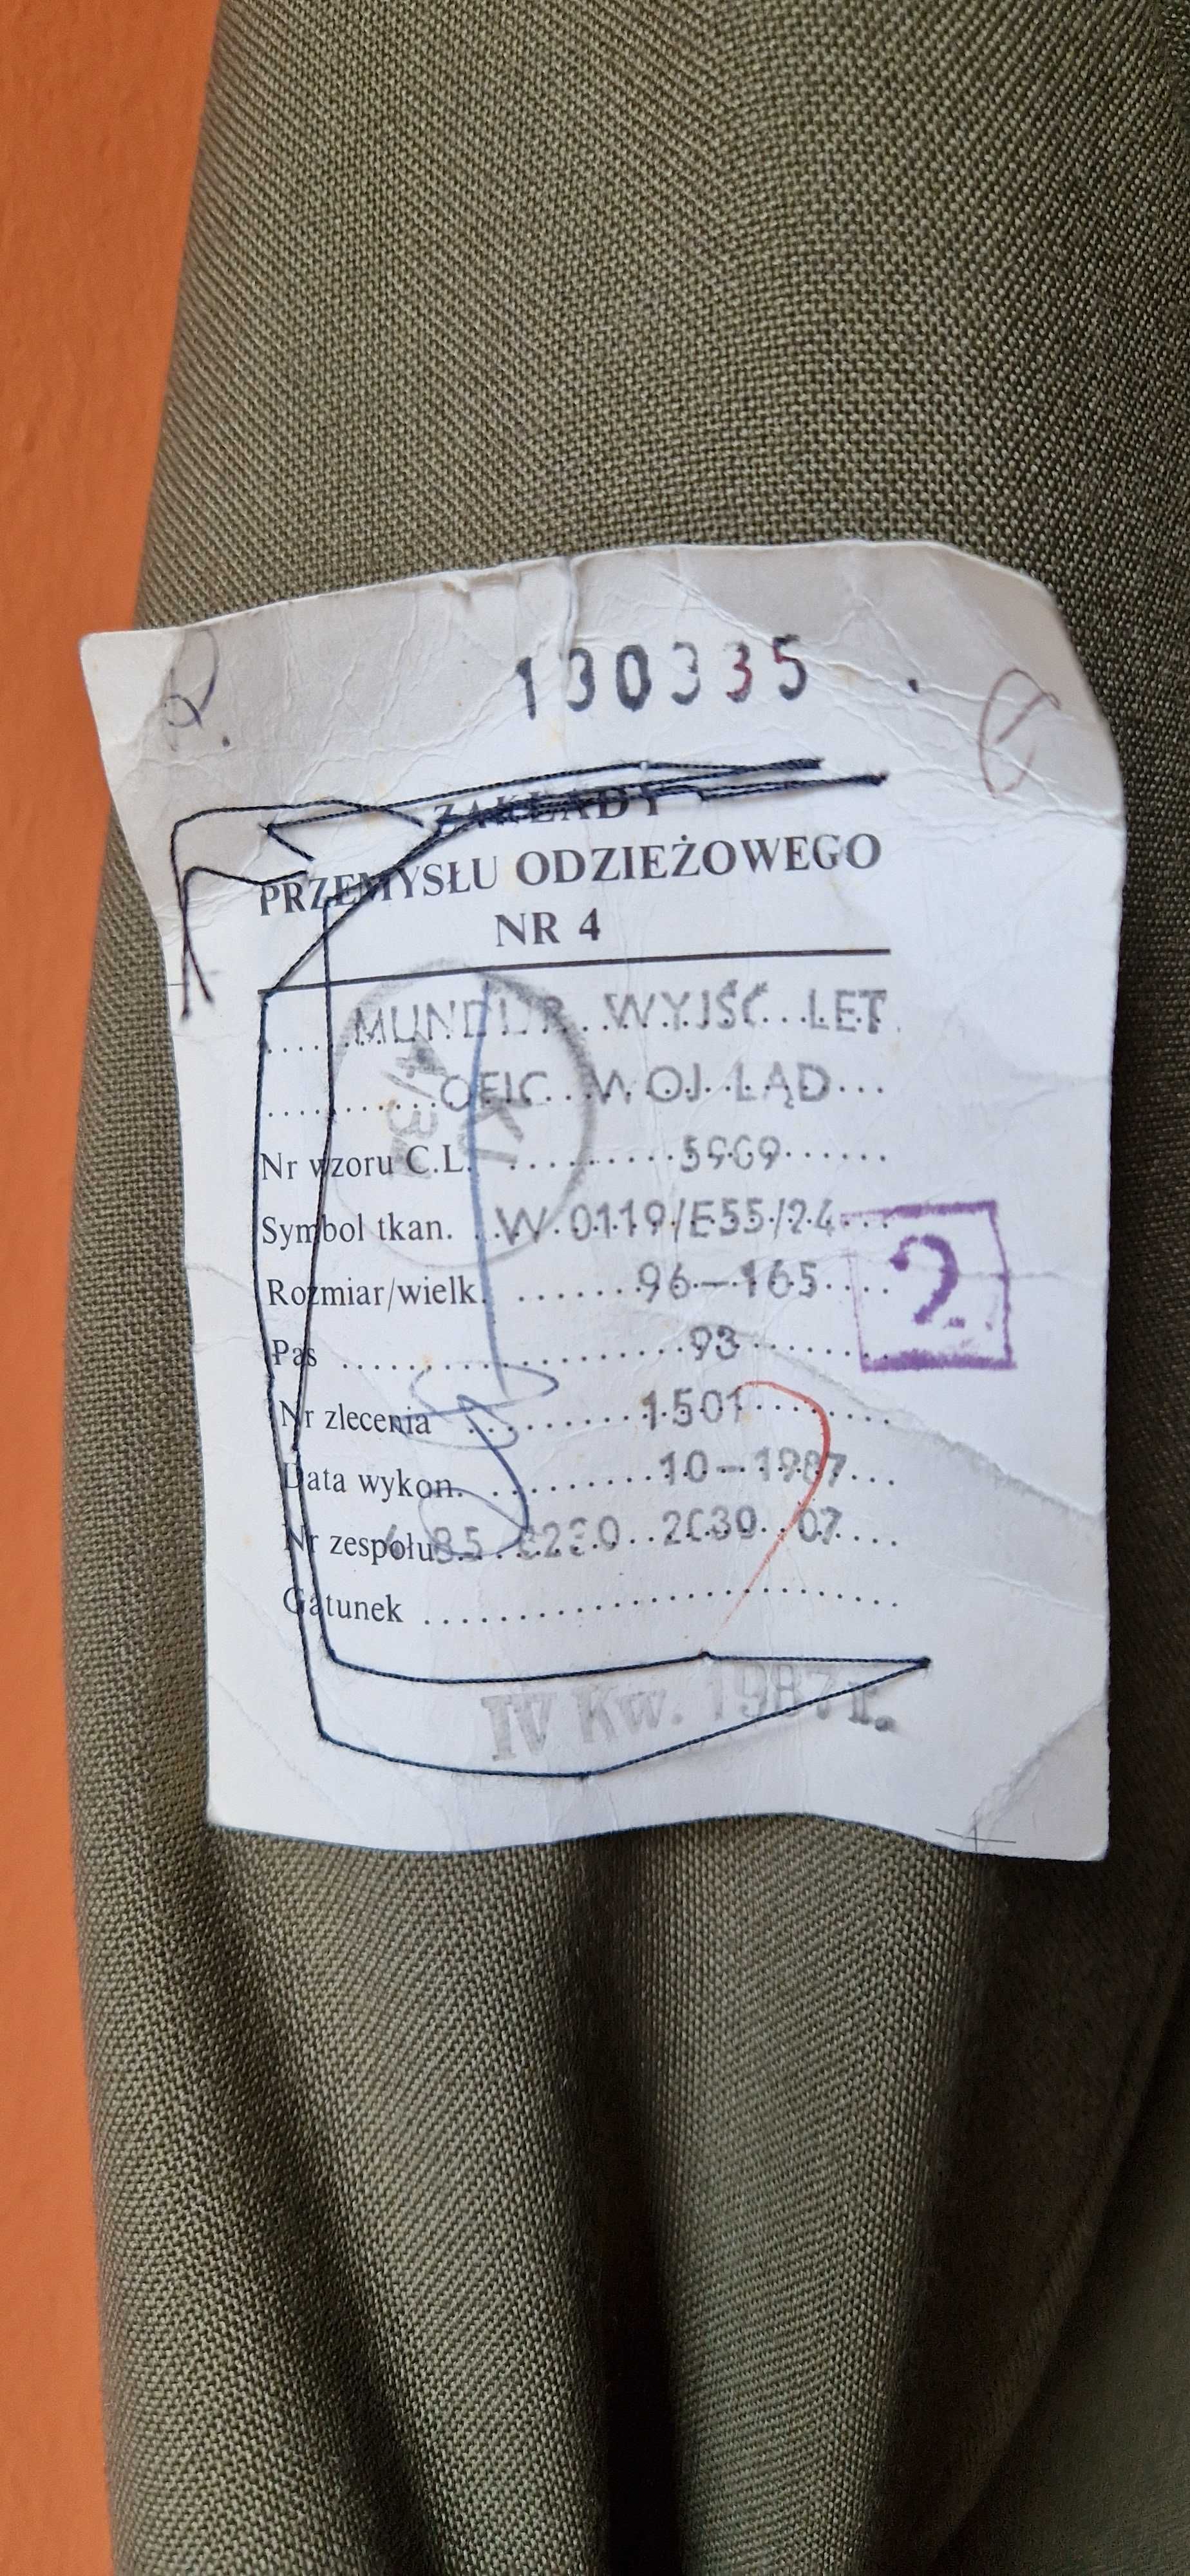 130335
ZAKŁADY
PRZEMYSŁU ODZIEŻOWEGO
NR 4
MUNDUR WYJŚC. LET.
OFIC. WOJ LĄD
Nr wzoru C.L. 5969
Symbol tkan. W 0119/E55/24
Rozmiar/wielk. 96-165
2
Pas 93
Nr zlecenia 1501
Data wykon. 10-1987
Nr zespołu 07
Gatunek
IV Kw. 1987r.